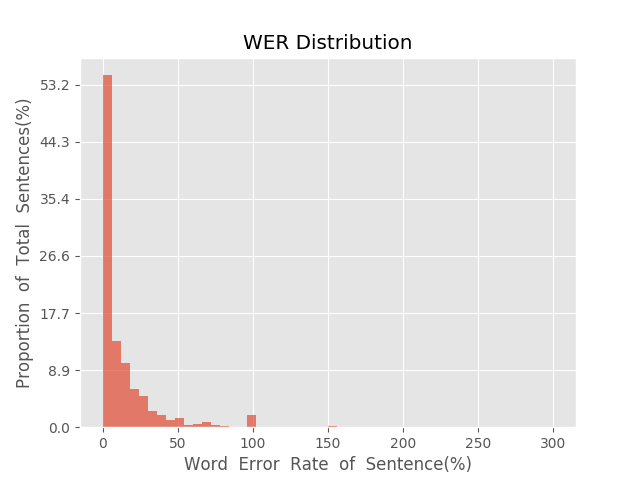 WER Distribution
53.2
44.3
35.4
26.6
17.7
8.9
0.0
Proportion of Total Sentences(%)
0 50 100 150 200 250 300
Word Error Rate of Sentence(%)